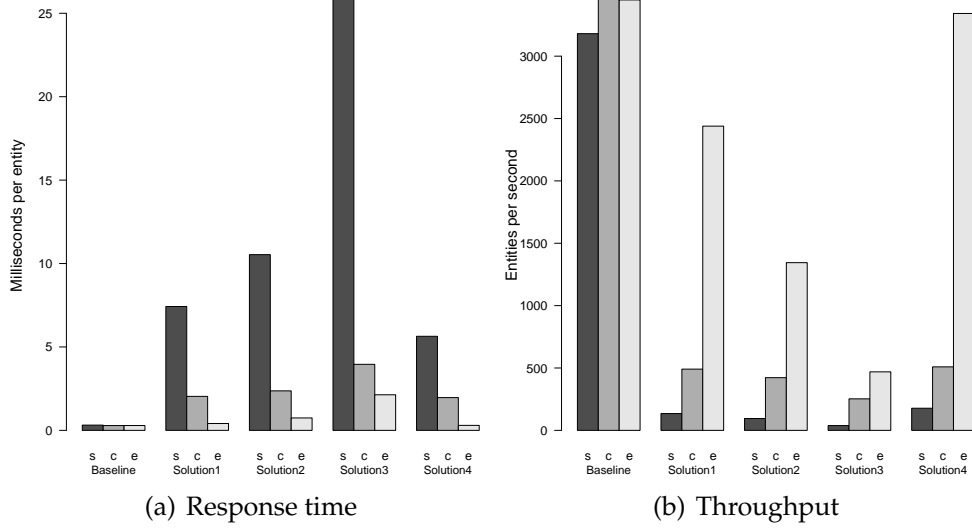 25
20
15
10
5
0
Milliseconds per entity
s c e s c e s c e s c e s c e
Baseline Solution1 Solution2 Solution3 Solution4
(a) Response time
3000
2500
2000
1500
1000
500
0
Entities per second
s c e s c e s c e s c e s c e
Baseline Solution1 Solution2 Solution3 Solution4
(b) Throughput